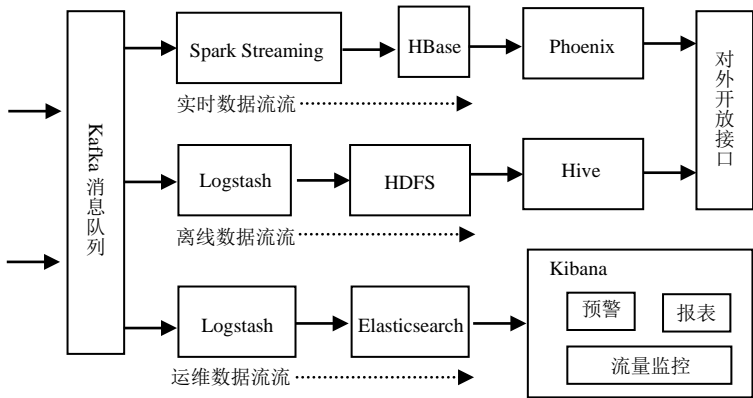 Kafka 消息队列
Spark Streaming
HBase
Phoenix
对外开放接口
实时数据流流
Logstash
HDFS
Hive
离线数据流流
Logstash
Elasticsearch
Kibana
预警
报表
流量监控
运维数据流流